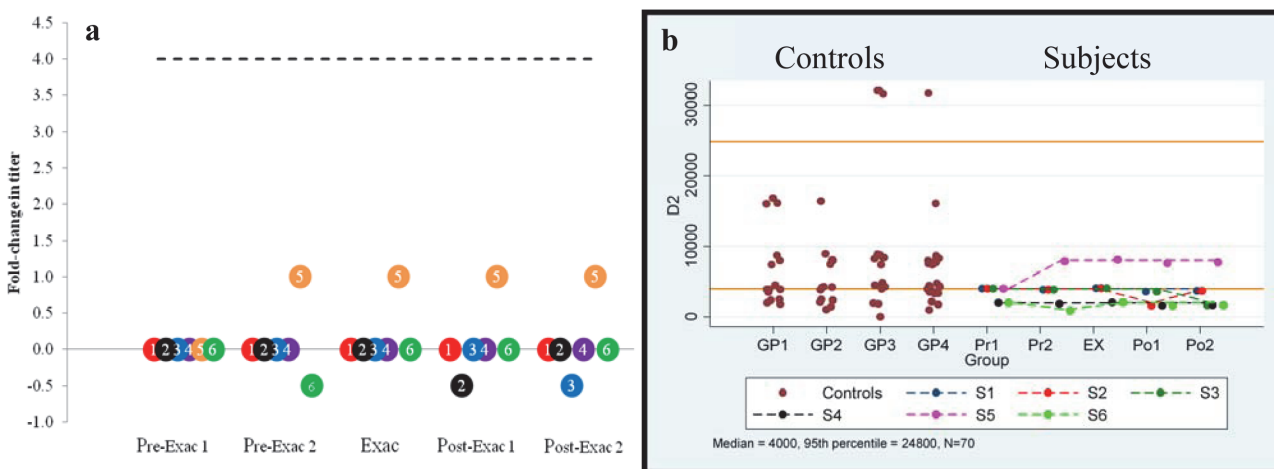 a
4.5
4.0
3.5
3.0
2.5
2.0
1.5
1.0
0.5
0.0
-0.5
-1.0
Fold-change in titer
5 5 5 5
1 2 3 4 5 6 1 2 3 4 1 2 3 4 6 1 3 4 6 1 2 4 6
6 2 3
Pre-Exac 1 Pre-Exac 2 Exac Post-Exac 1 Post-Exac 2
b
Controls Subjects
30000
20000
10000
0
D2
GP1 GP2 GP3 GP4 Pr1 Pr2 EX Po1 Po2
Group
Controls S1 S2 S3
S4 S5 S6
Median = 4000, 95th percentile = 24800, N=70